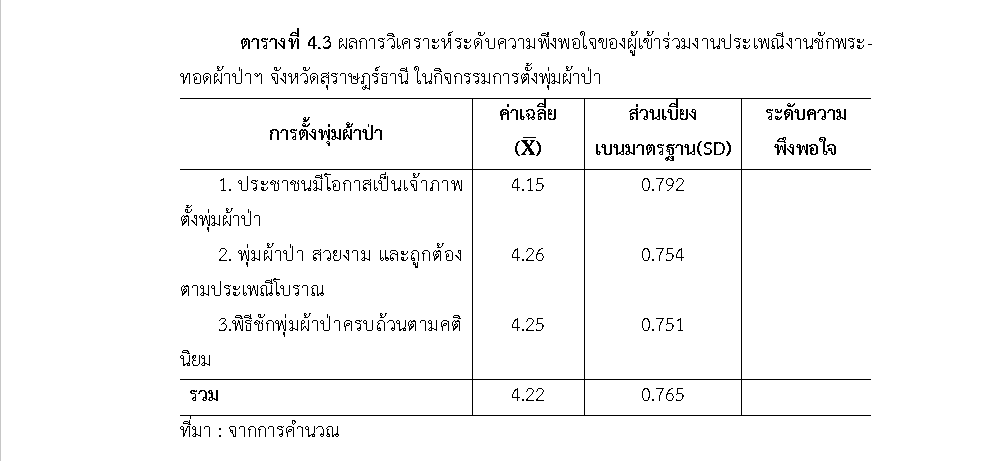 ตารางที่ 4.3 ผลการวิเคราะห์ระดับความพึงพอใจของผู้เข้าร่วมงานประเพณีงานชักพระ-
ทอดผ้าป่าฯ จังหวัดสุราษฎร์ธานี ในกิจกรรมการตั้งพุ่มผ้าป่า
การตั้งพุ่มผ้าป่า ค่าเฉลี่ย ส่วนเบี่ยง ระดับความ
(X̅) เบนมาตรฐาน(SD) พึงพอใจ
1. ประชาชนมีโอกาสเป็นเจ้าภาพ 4.15 0.792
ตั้งพุ่มผ้าป่า
2. พุ่มผ้าป่า สวยงาม และถูกต้อง 4.26 0.754
ตามประเพณีโบราณ
3.พิธีชักพุ่มผ้าป่าครบถ้วนตามคติ 4.25 0.751
นิยม
รวม 4.22 0.765
ที่มา : จากการคำนวณ